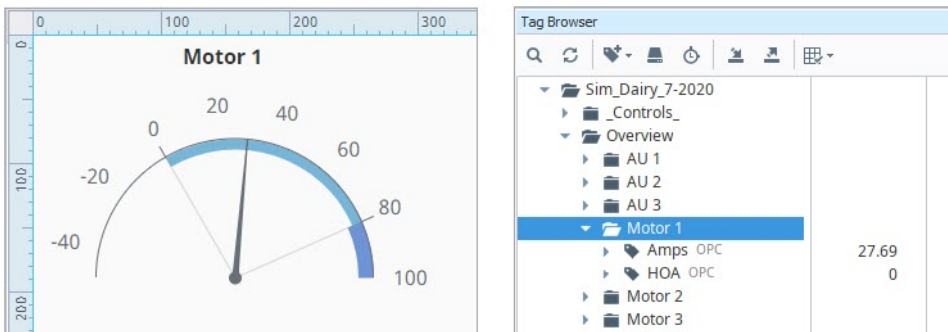 0 100 200 300
0
100
200
Motor 1
-40
-20
0
20
40
60
80
100
Tag Browser
Sim_Dairy_7-2020
_Controls_
Overview
AU 1
AU 2
AU 3
Motor 1
Amps OPC 27.69
HOA OPC 0
Motor 2
Motor 3